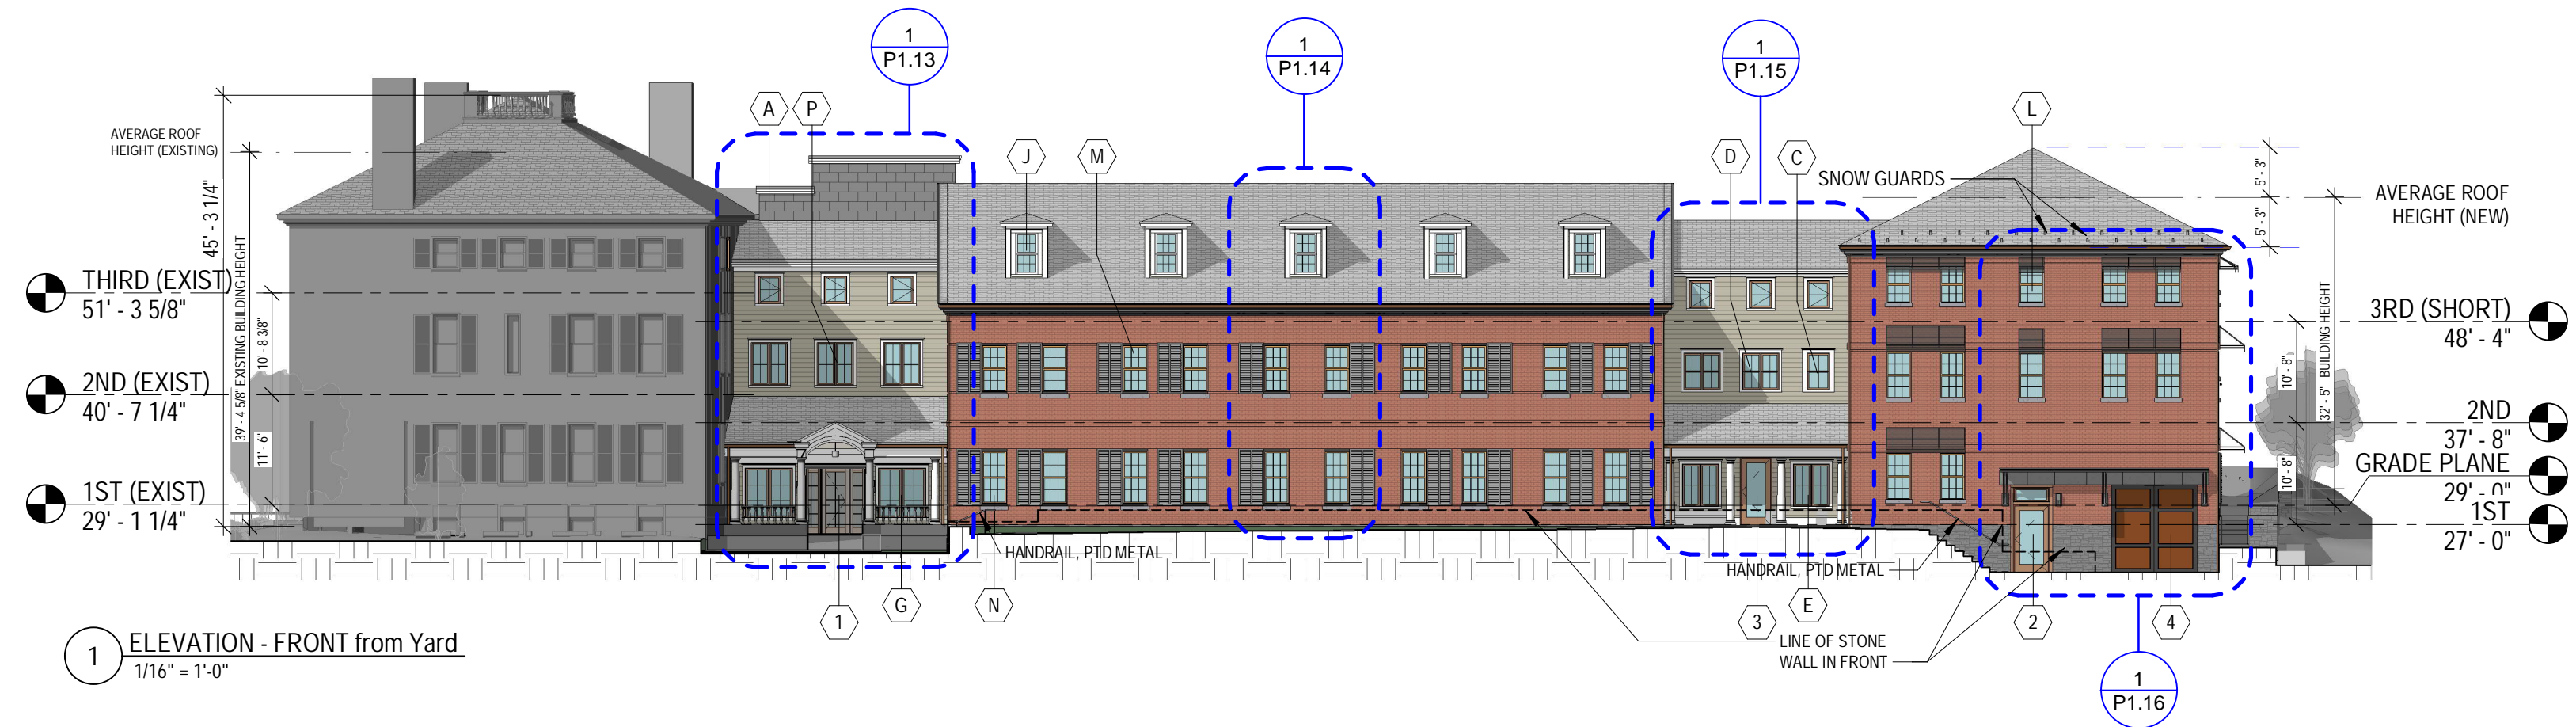 1
P1.13
1
P1.14
1
P1.15
A
P
J
M
D
C
L
AVERAGE ROOF
HEIGHT (EXISTING)
45' - 3 1/4"
39' - 4 5/8" EXISTING BUILDING HEIGHT
10' - 8 3/8"
11' - 6"
THIRD (EXIST)
51' - 3 5/8"
2ND (EXIST)
40' - 7 1/4"
1ST (EXIST)
29' - 1 1/4"
SNOW GUARDS
5' - 3"
5' - 3"
AVERAGE ROOF
HEIGHT (NEW)
32' - 5" BUILDING HEIGHT
10' - 8"
10' - 8"
3RD (SHORT)
48' - 4"
2ND
37' - 8"
GRADE PLANE
29' - 0"
1ST
27' - 0"
HANDRAIL, PTD METAL
HANDRAIL, PTD METAL
1
G
N
3
E
2
4
LINE OF STONE
WALL IN FRONT
1
P1.16
1
ELEVATION - FRONT from Yard
1/16" = 1'-0"